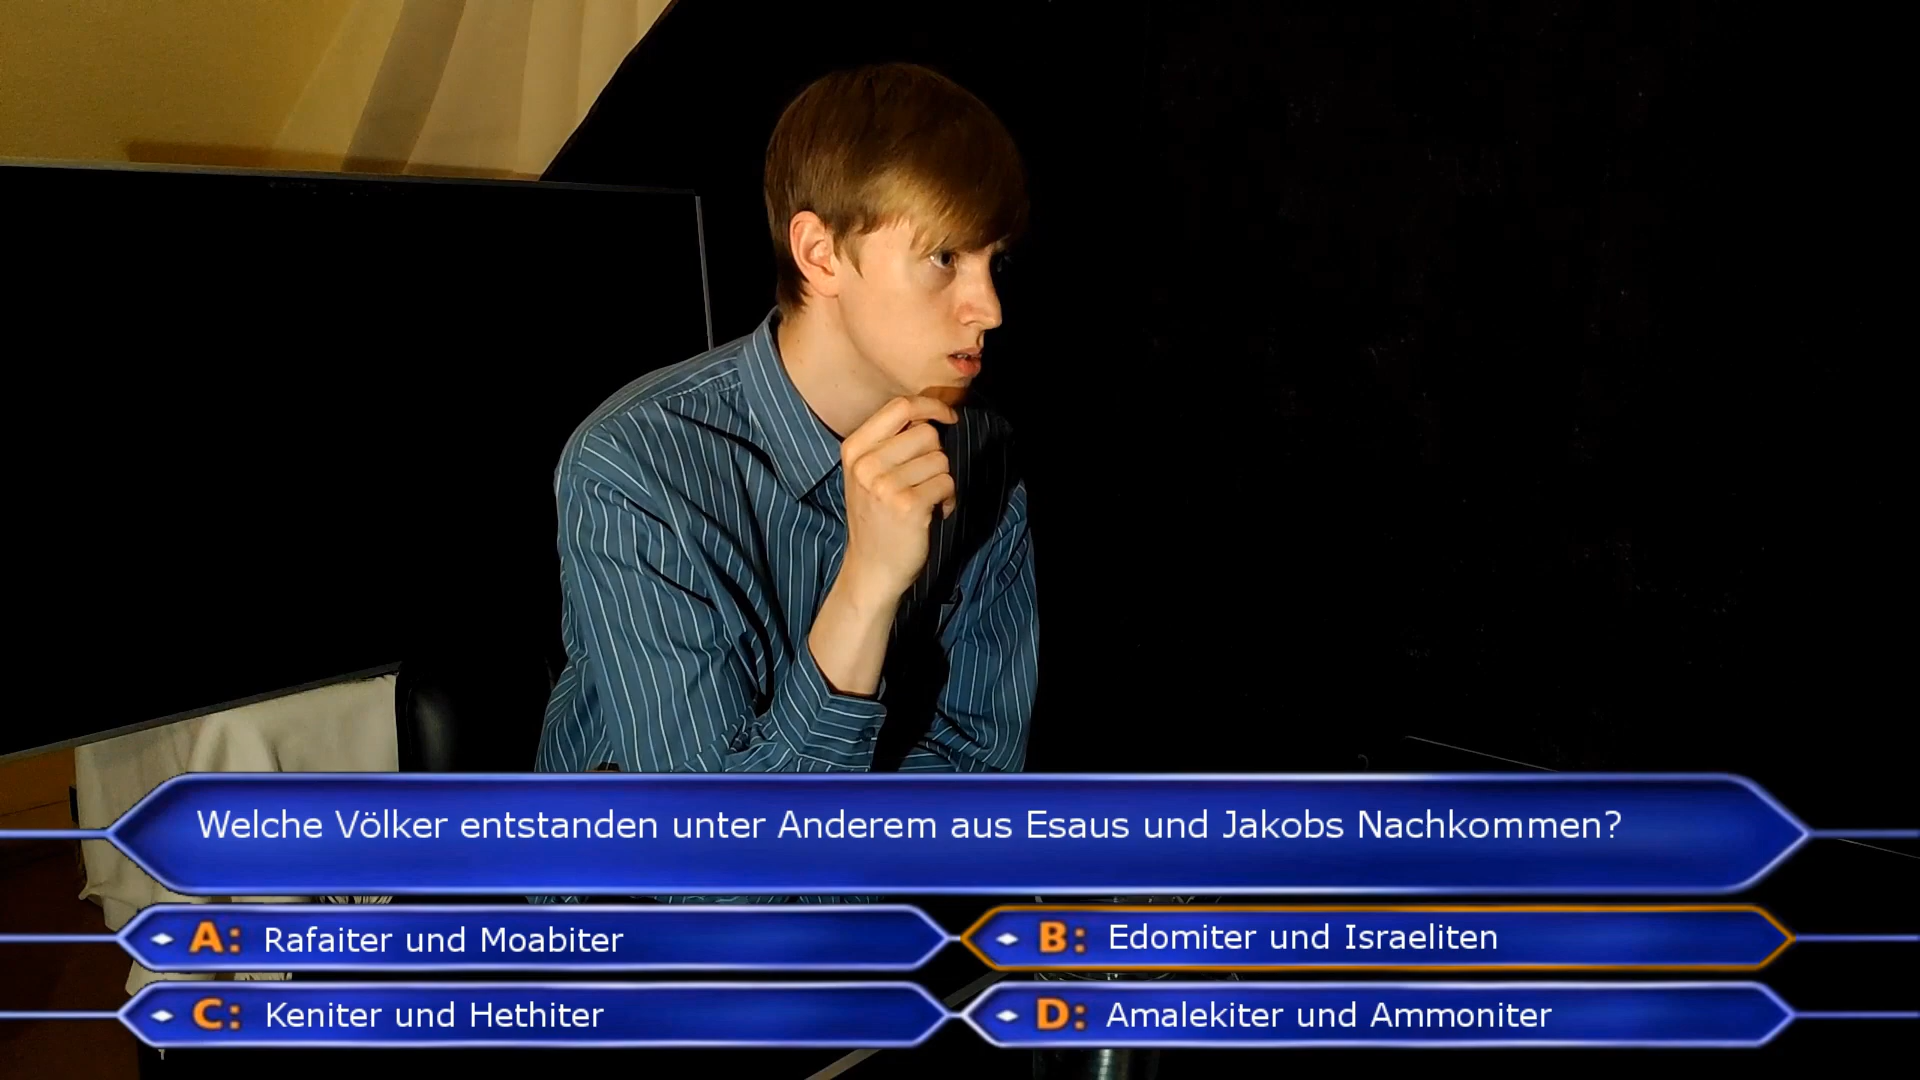 Welche Völker entstanden unter Anderem aus Esaus und Jakobs Nachkommen?
A: Rafaiter und Moabiter
B: Edomiter und Israeliten
C: Keniter und Hethiter
D: Amalekiter und Ammoniter